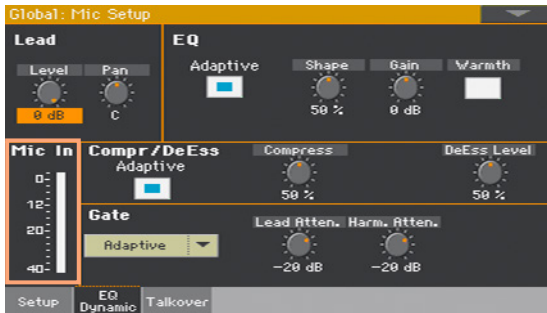 Global: Mic Setup
Lead
EQ
Level
Pan
Adaptive
Shape
Gain
Warmth
0 dB
C
50 %
0 dB
Mic In
Compr/DeEss
Adaptive
Compress
DeEss Level
50 %
50 %
0
12
20
40
Gate
Adaptive
Lead Atten.
Harm. Atten.
-20 dB
-20 dB
Setup
EQ
Dynamic
Talkover